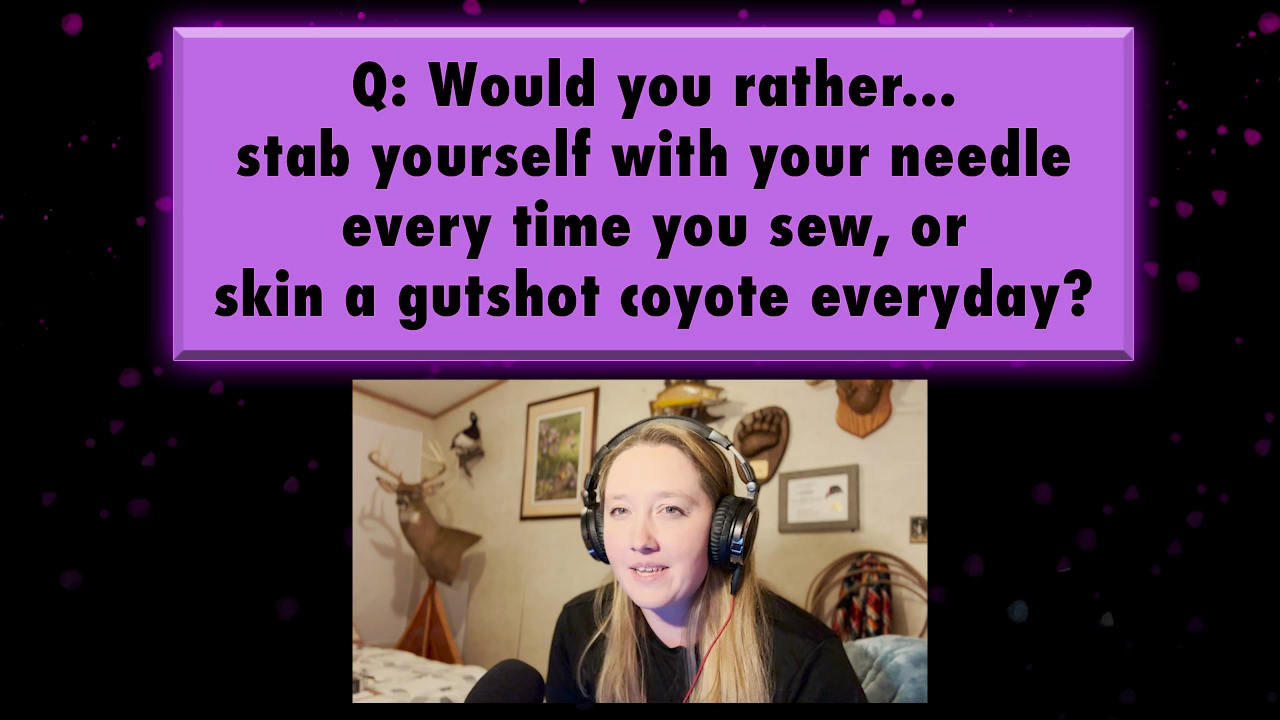 Q: Would you rather...
stab yourself with your needle
every time you sew, or
skin a gutshot coyote everyday?